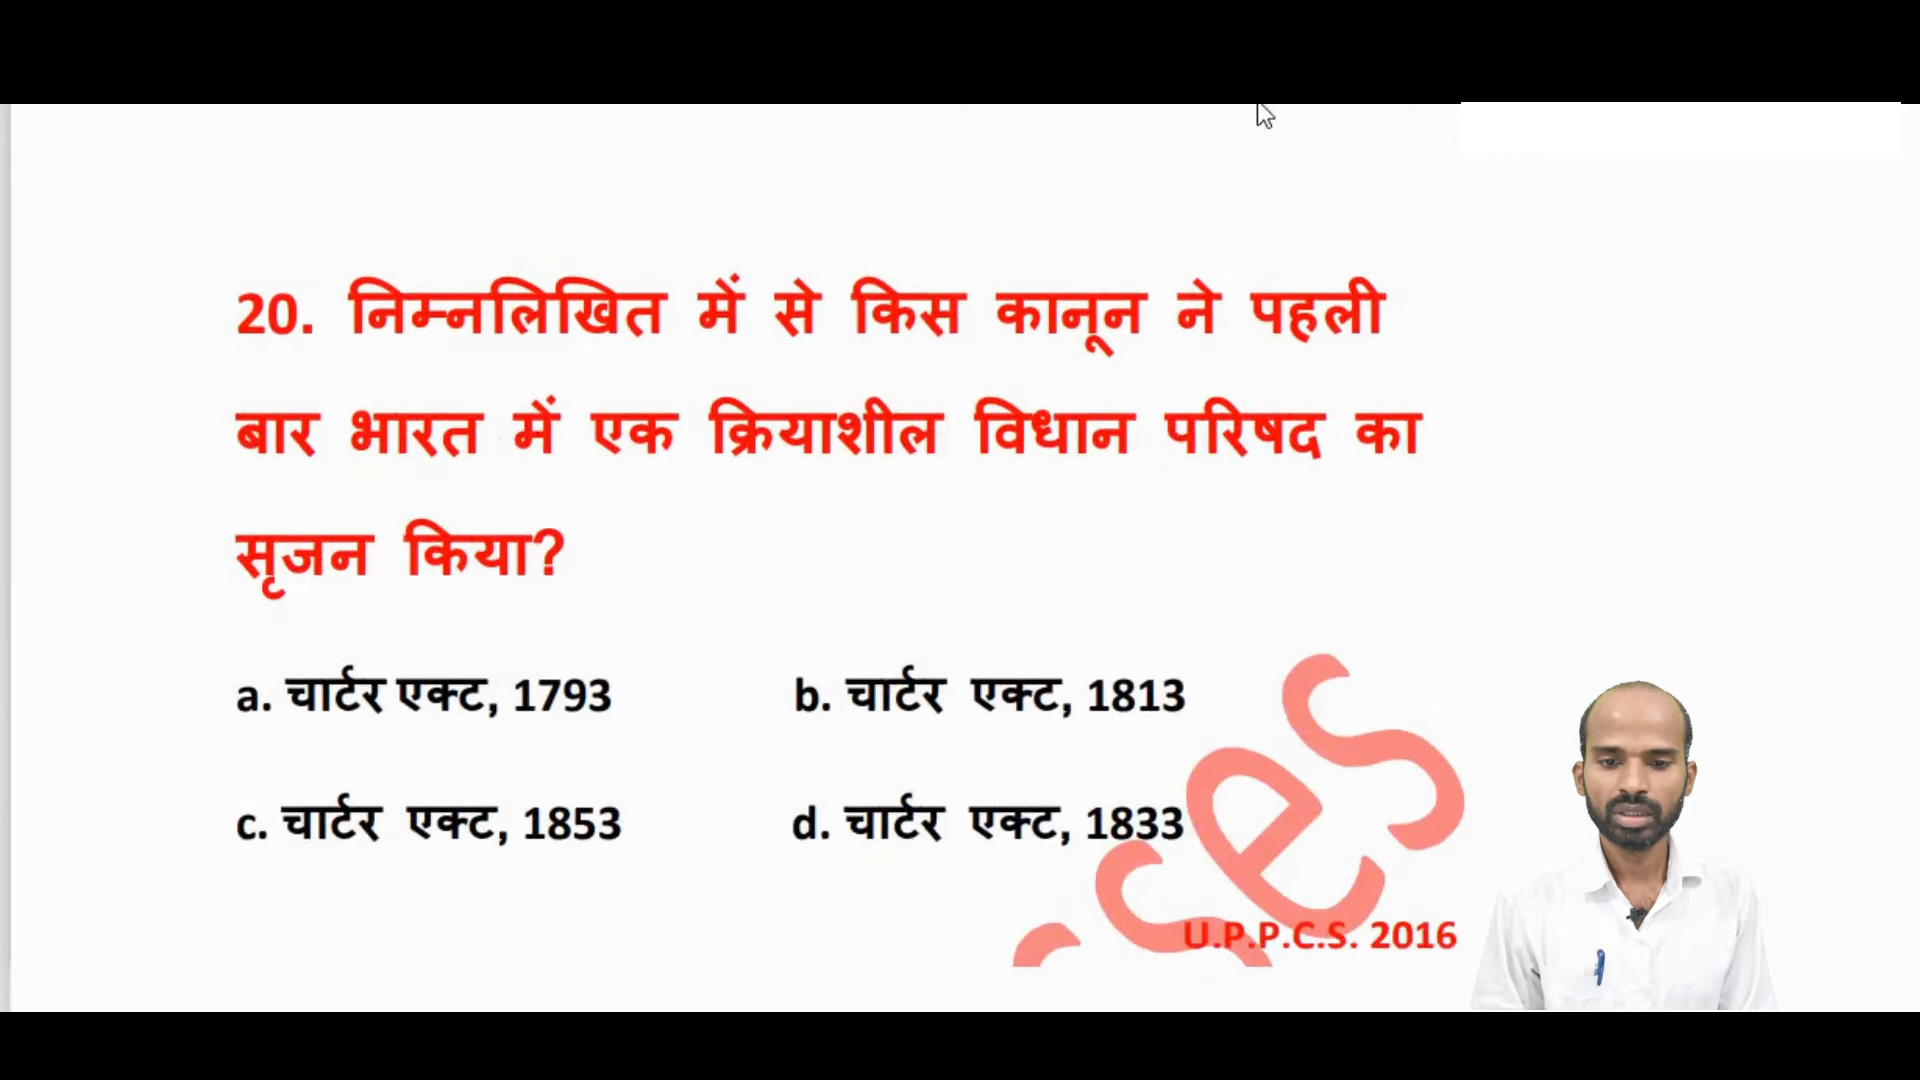 20. निम्नलिखित में से किस कानून ने पहली
बार भारत में एक क्रियाशील विधान परिषद का
सृजन किया?
a. चार्टर एक्ट, 1793 b. चार्टर एक्ट, 1813
c. चार्टर एक्ट, 1853 d. चार्टर एक्ट, 1833
U.P.P.C.S. 2016